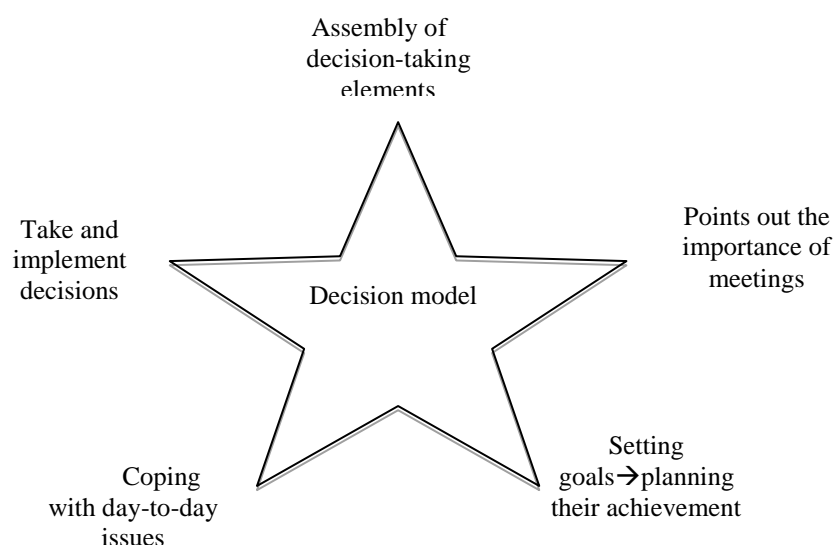 Assembly of
decision-taking
elements
Points out the
importance of
meetings
Take and
implement
decisions
Decision model
Setting
goals→planning
their achievement
Coping
with day-to-day
issues